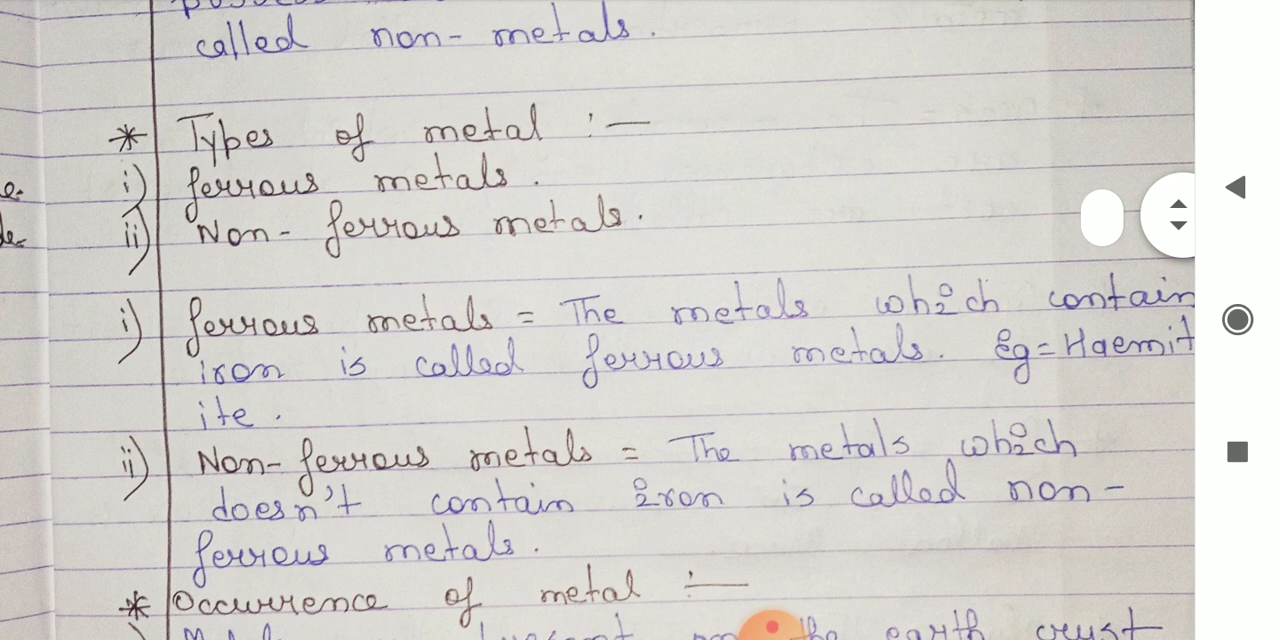 called non- metals.
* Types of metal :—
i) ferrous metals.
ii) Non- ferrous metals.
i) ferrous metals = The metals which contain
iron is called ferrous metals. Eg=Haemit
ite.
ii) Non-ferrous metals = The metals which
doesn't contain iron is called non-
ferrous metals.
* Occurrence of metal :—
the earth crust